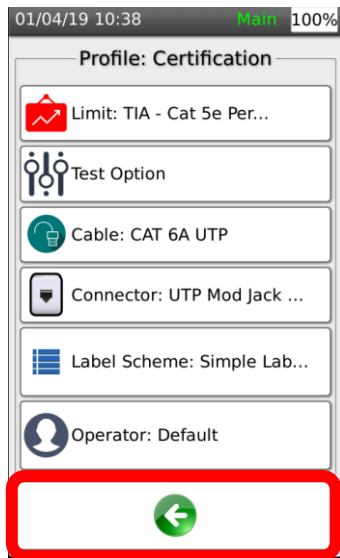 01/04/19 10:38 Main 100%
Profile: Certification
Limit: TIA - Cat 5e Per...
Test Option
Cable: CAT 6A UTP
Connector: UTP Mod Jack ...
Label Scheme: Simple Lab...
Operator: Default